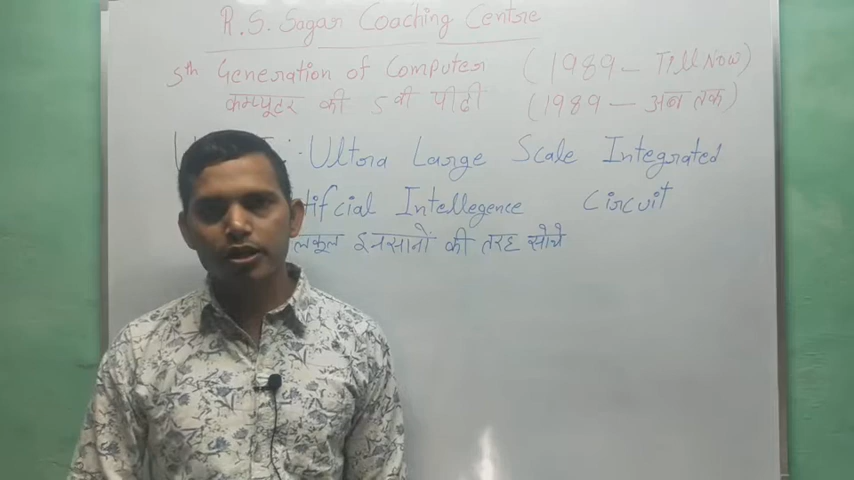 R.S. Sagar Coaching Centre
5th Generation of Computer (1989 - Till Now)
कम्प्यूटर की 5 वी पीढी (1989 - अब तक)
Ultra Large Scale Integrated
Intellegence Circuit
इनसानों की तरह सोचे